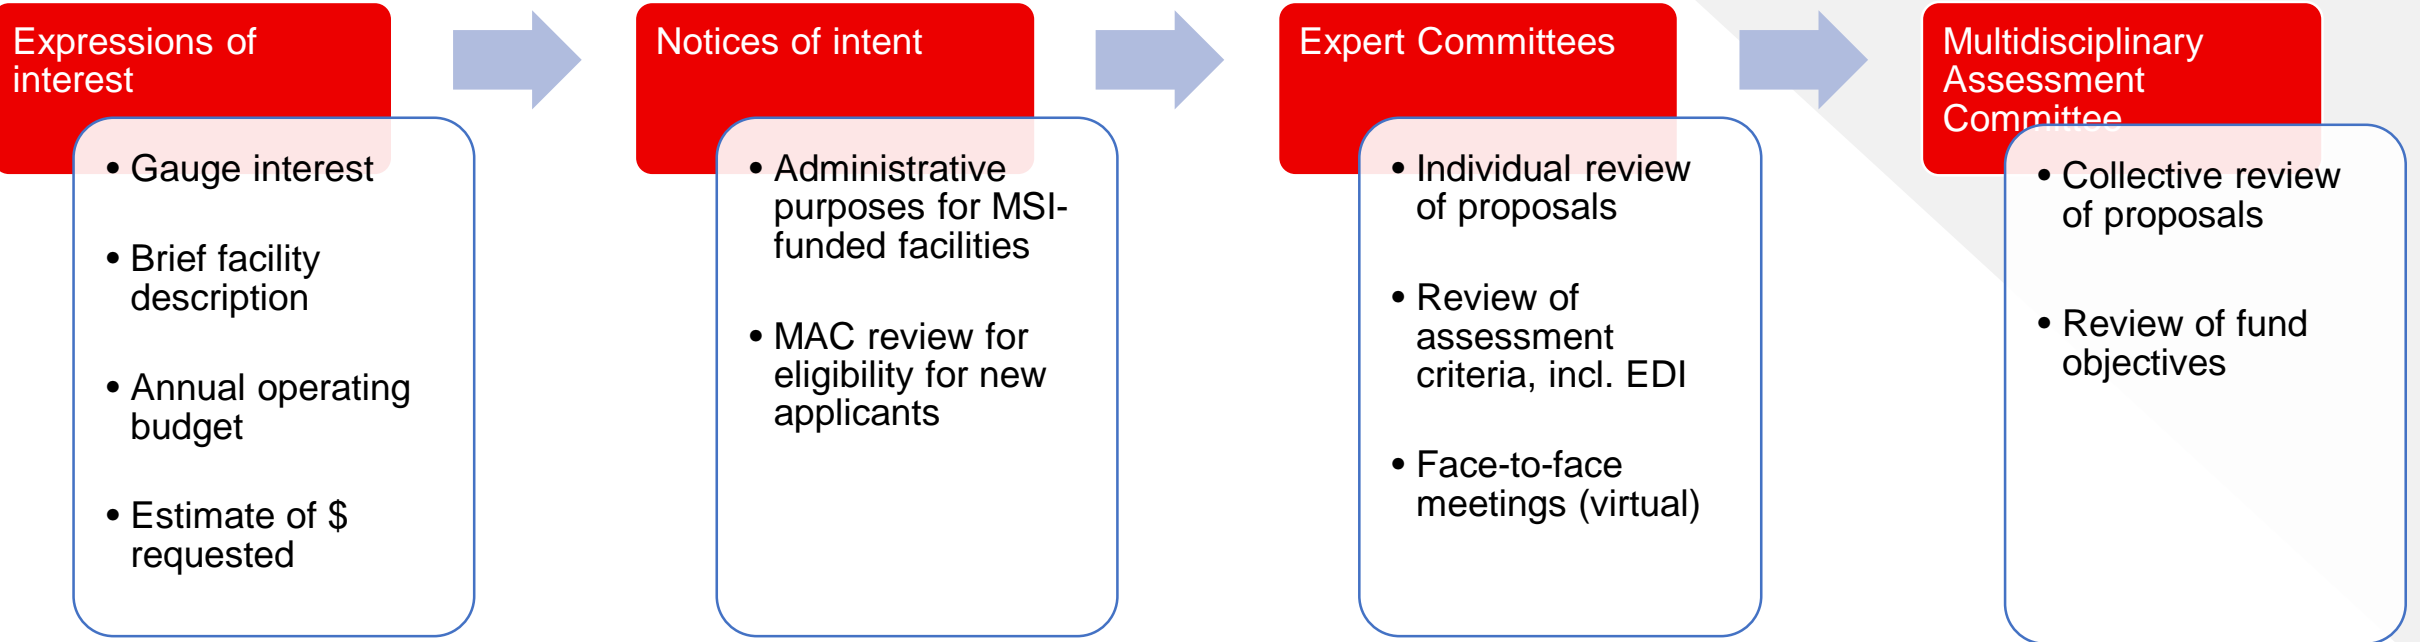 Expressions of
interest
• Gauge interest
• Brief facility
description
• Annual operating
budget
• Estimate of $
requested
Notices of intent
• Administrative
purposes for MSI-
funded facilities
• MAC review for
eligibility for new
applicants
Expert Committees
• Individual review
of proposals
• Review of
assessment
criteria, incl. EDI
• Face-to-face
meetings (virtual)
Multidisciplinary
Assessment
Committee
• Collective review
of proposals
• Review of fund
objectives